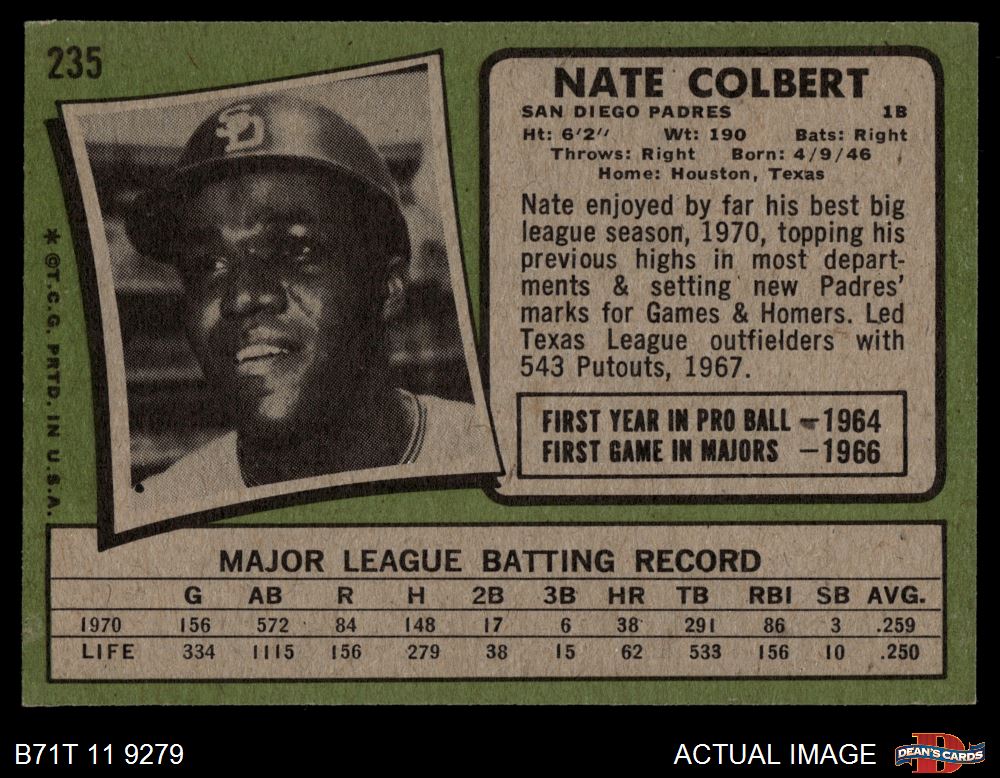 235
NATE COLBERT
SAN DIEGO PADRES 1B
Ht: 6'2" Wt: 190 Bats: Right
Throws: Right Born: 4/9/46
Home: Houston, Texas
Nate enjoyed by far his best big
league season, 1970, topping his
previous highs in most depart-
ments & setting new Padres'
marks for Games & Homers. Led
Texas League outfielders with
543 Putouts, 1967.
FIRST YEAR IN PRO BALL —1964
FIRST GAME IN MAJORS —1966
SD
* ©T.C.G. PRTD. IN U.S.A.
MAJOR LEAGUE BATTING RECORD
G AB R H 2B 3B HR TB RBI SB AVG.
1970 156 572 84 148 17 6 38 291 86 3 .259
LIFE 334 1115 156 279 38 15 62 533 156 10 .250
B71T 11 9279
ACTUAL IMAGE
D
DEAN'S CARDS